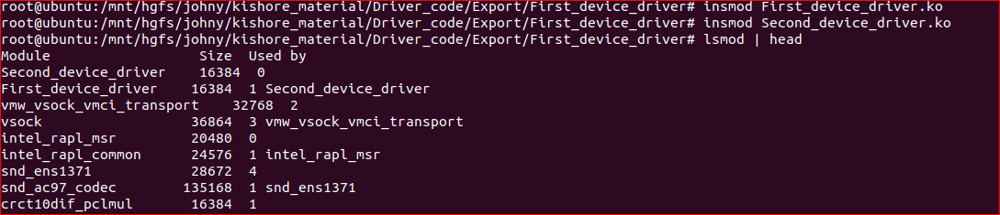 root@ubuntu:/mnt/hgfs/johny/kishore_material/Driver_code/Export/First_device_driver# insmod First_device_driver.ko
root@ubuntu:/mnt/hgfs/johny/kishore_material/Driver_code/Export/First_device_driver# insmod Second_device_driver.ko
root@ubuntu:/mnt/hgfs/johny/kishore_material/Driver_code/Export/First_device_driver# lsmod | head
Module                  Size  Used by
Second_device_driver    16384  0
First_device_driver    16384  1 Second_device_driver
vmw_vsock_vmci_transport    32768  2
vsock                  36864  3 vmw_vsock_vmci_transport
intel_rapl_msr         20480  0
intel_rapl_common      24576  1 intel_rapl_msr
snd_ens1371            28672  4
snd_ac97_codec        135168  1 snd_ens1371
crct10dif_pclmul       16384  1